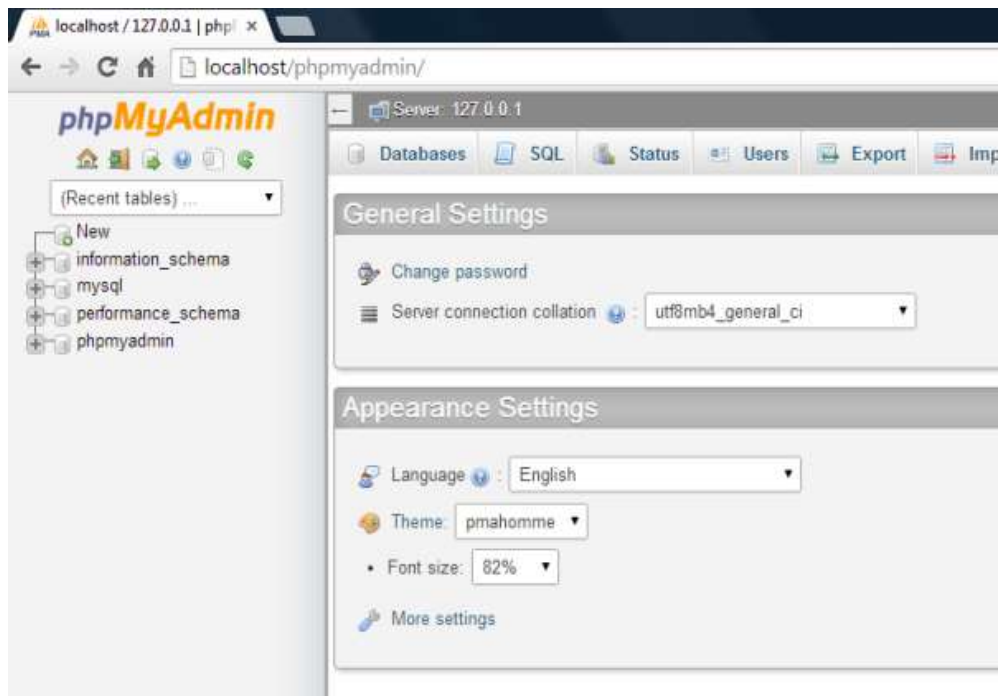 localhost / 127.0.0.1 | phpl
localhost/phpmyadmin/
phpMyAdmin
(Recent tables) ...
New
information_schema
mysql
performance_schema
phpmyadmin
Server: 127.0.0.1
Databases SQL Status Users Export Imp
General Settings
Change password
Server connection collation : utf8mb4_general_ci
Appearance Settings
Language : English
Theme: pmahomme
• Font size: 82%
More settings